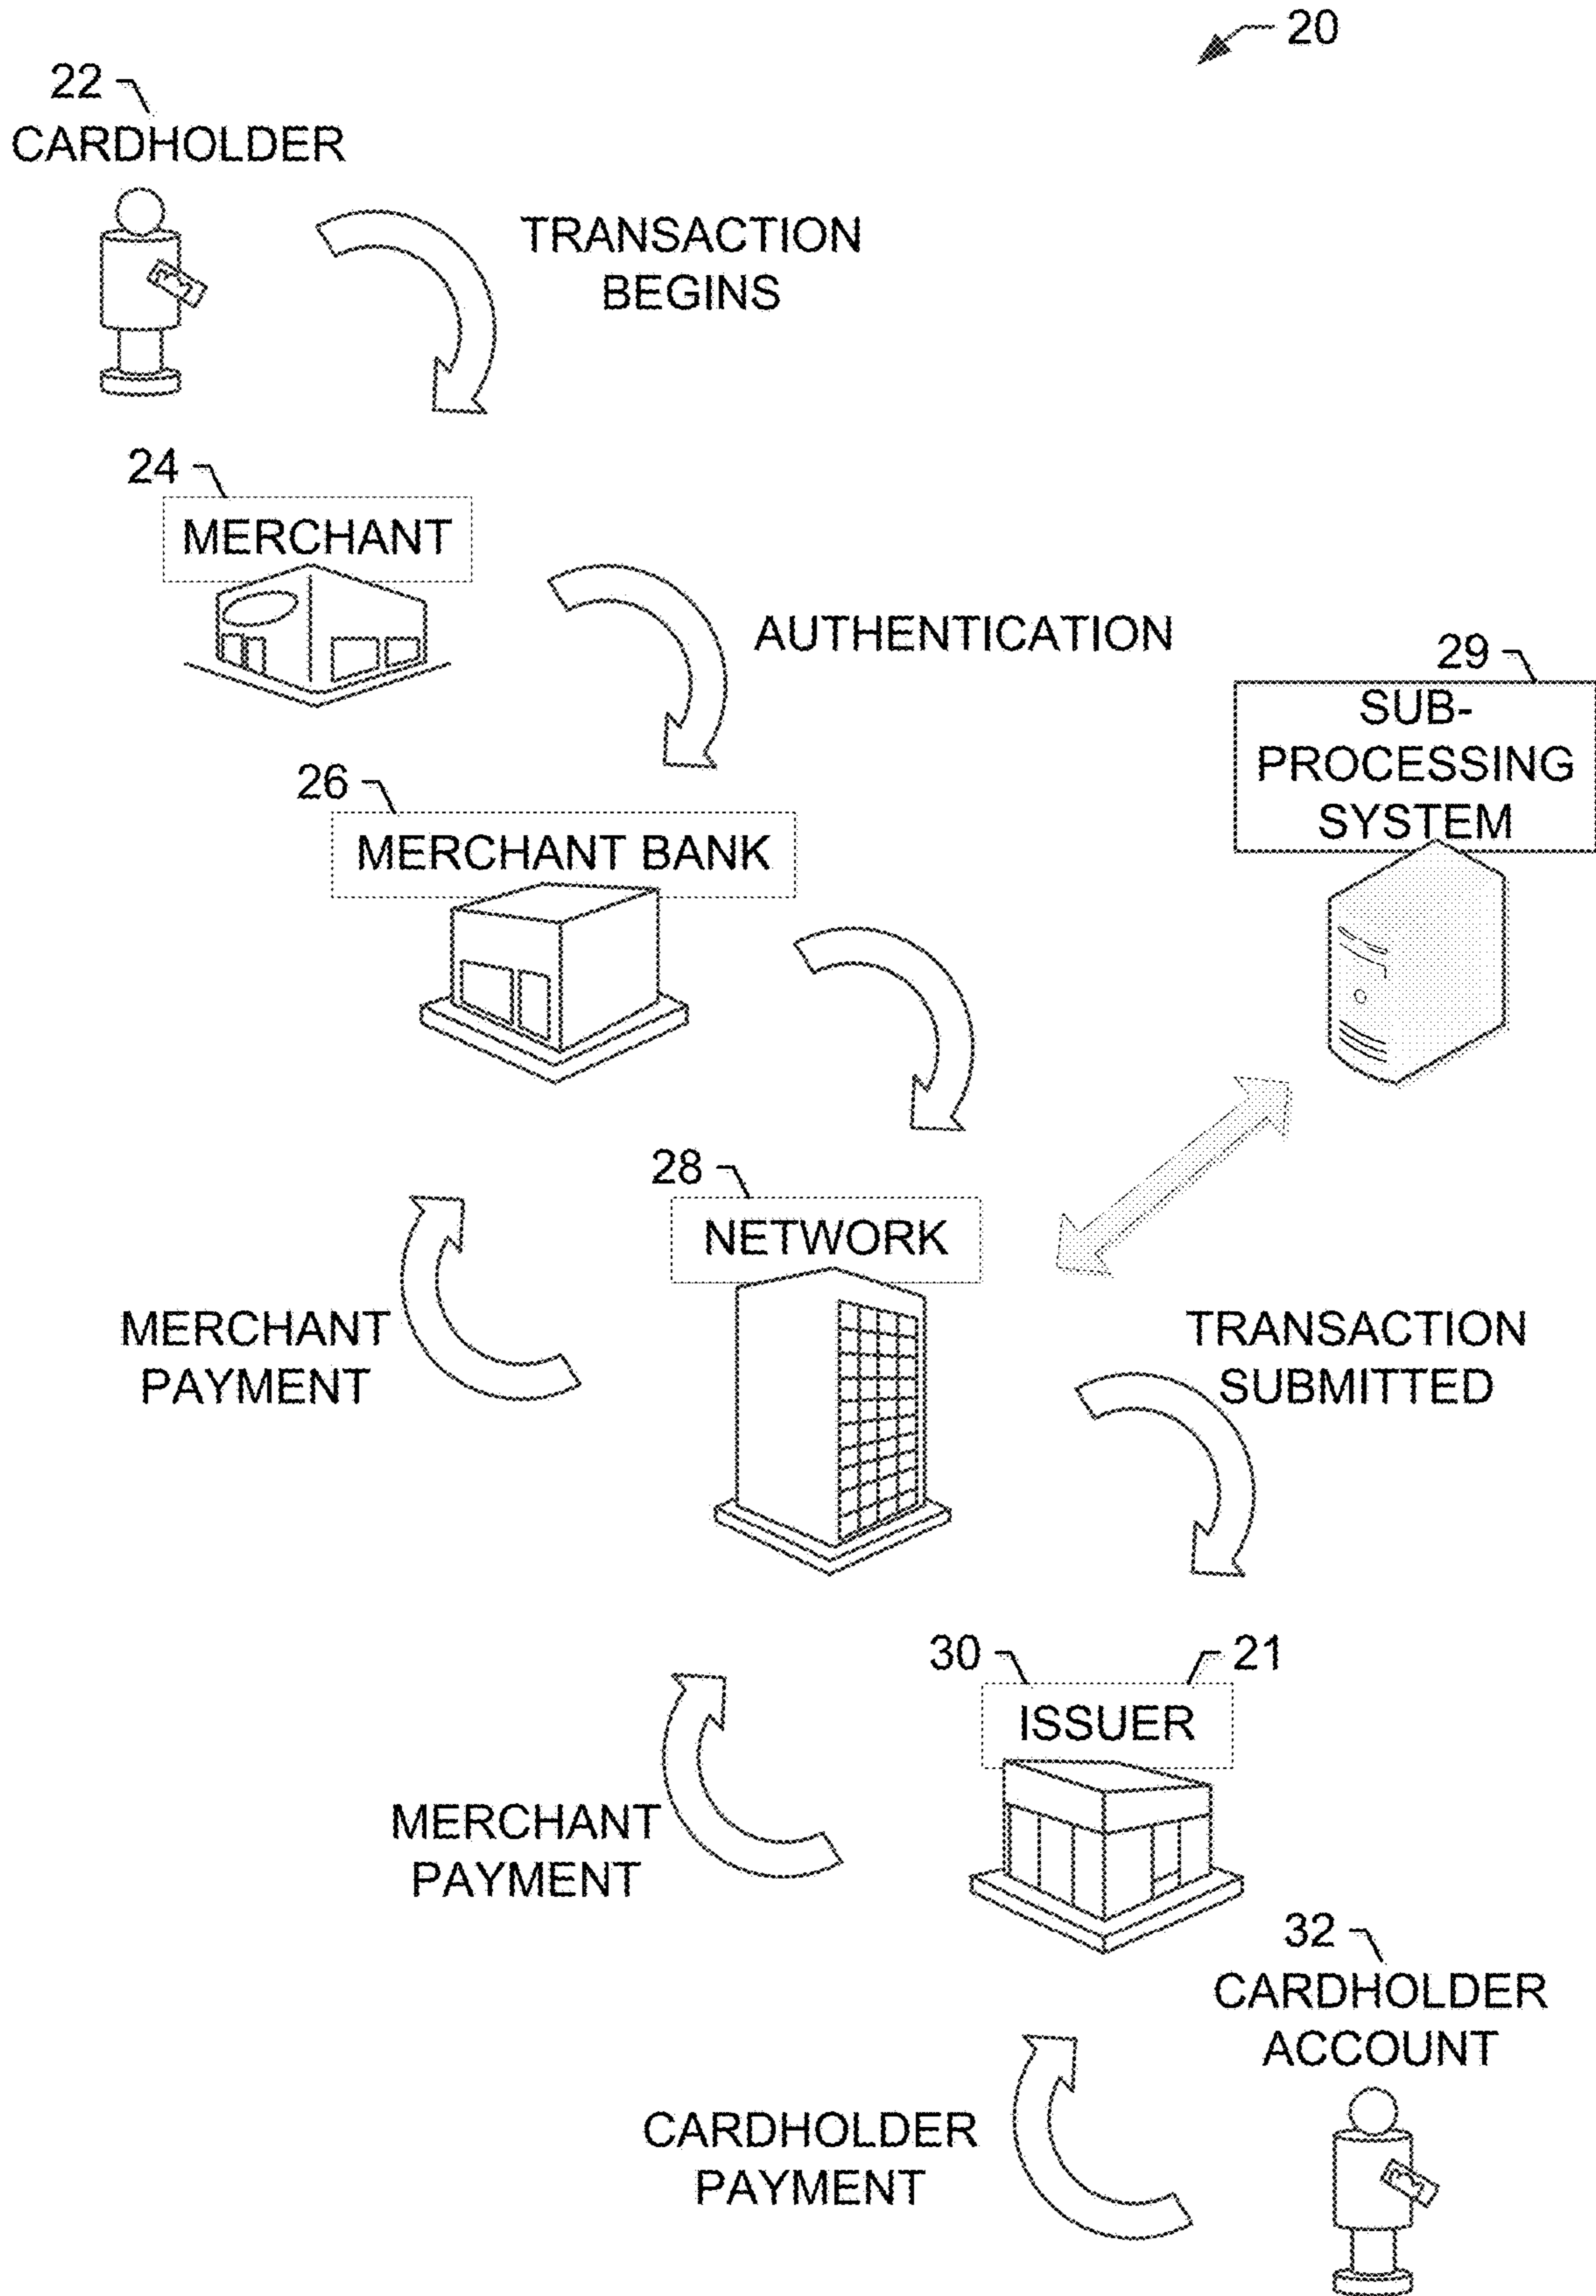 20
22
CARDHOLDER
TRANSACTION
BEGINS
24
MERCHANT
AUTHENTICATION
29
SUB-
PROCESSING
SYSTEM
26
MERCHANT BANK
28
NETWORK
MERCHANT
PAYMENT
TRANSACTION
SUBMITTED
30
21
ISSUER
MERCHANT
PAYMENT
32
CARDHOLDER
ACCOUNT
CARDHOLDER
PAYMENT